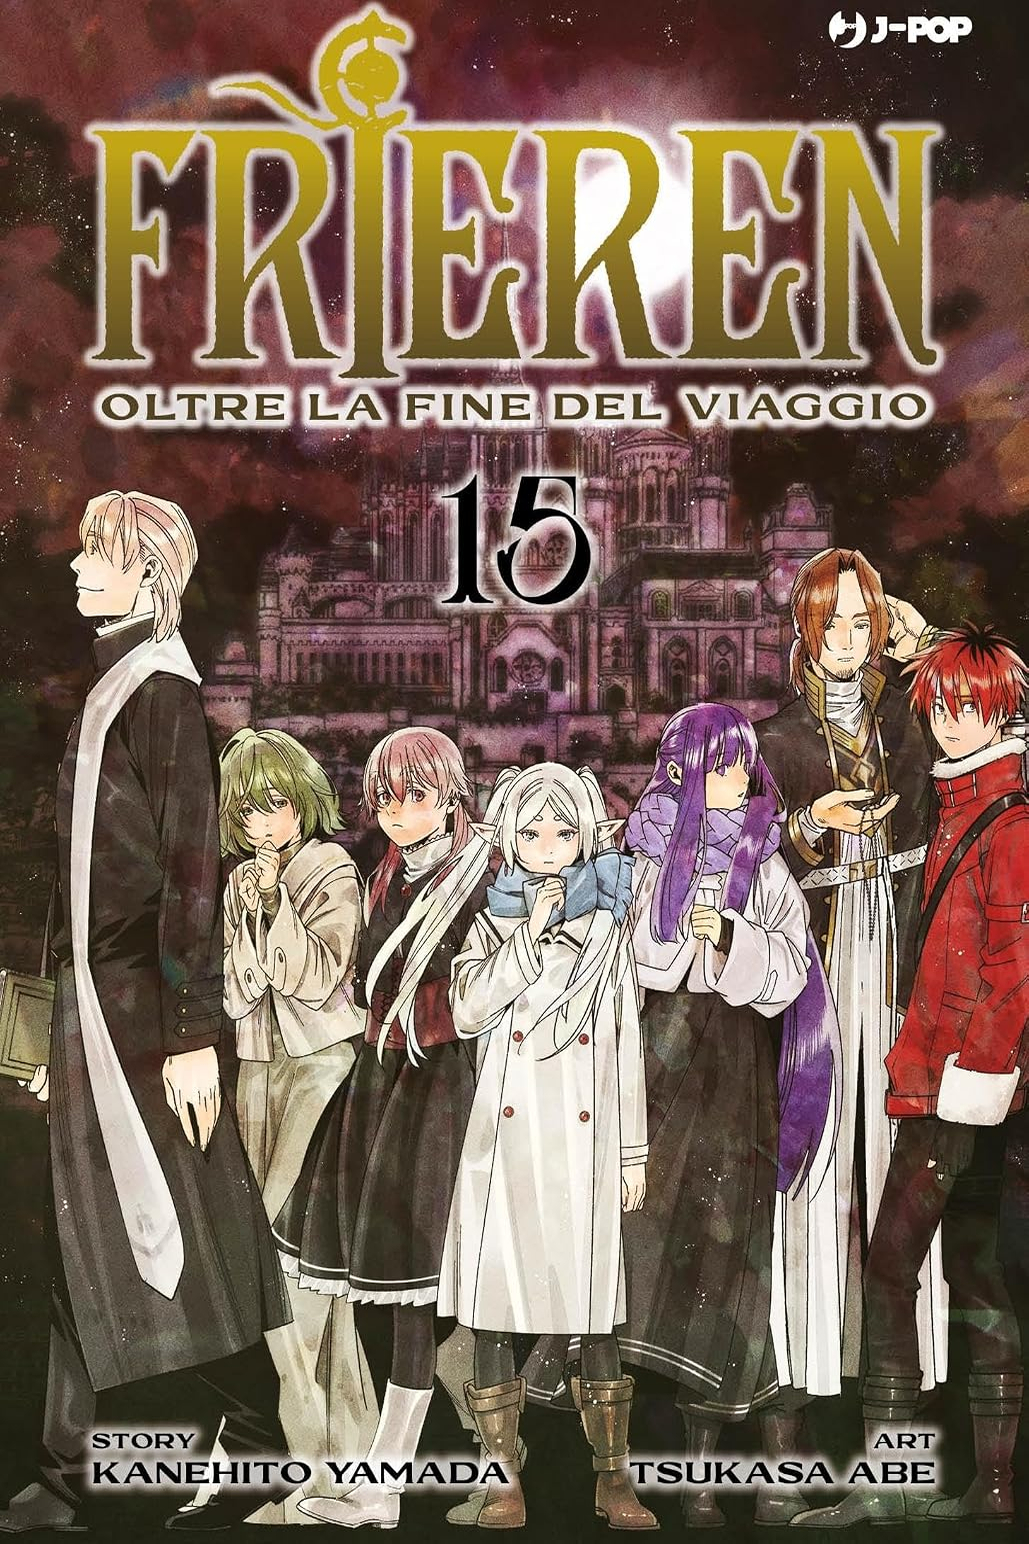 J-POP
FRIEREN
OLTRE LA FINE DEL VIAGGIO
15
STORY
KANEHITO YAMADA
ART
TSUKASA ABE